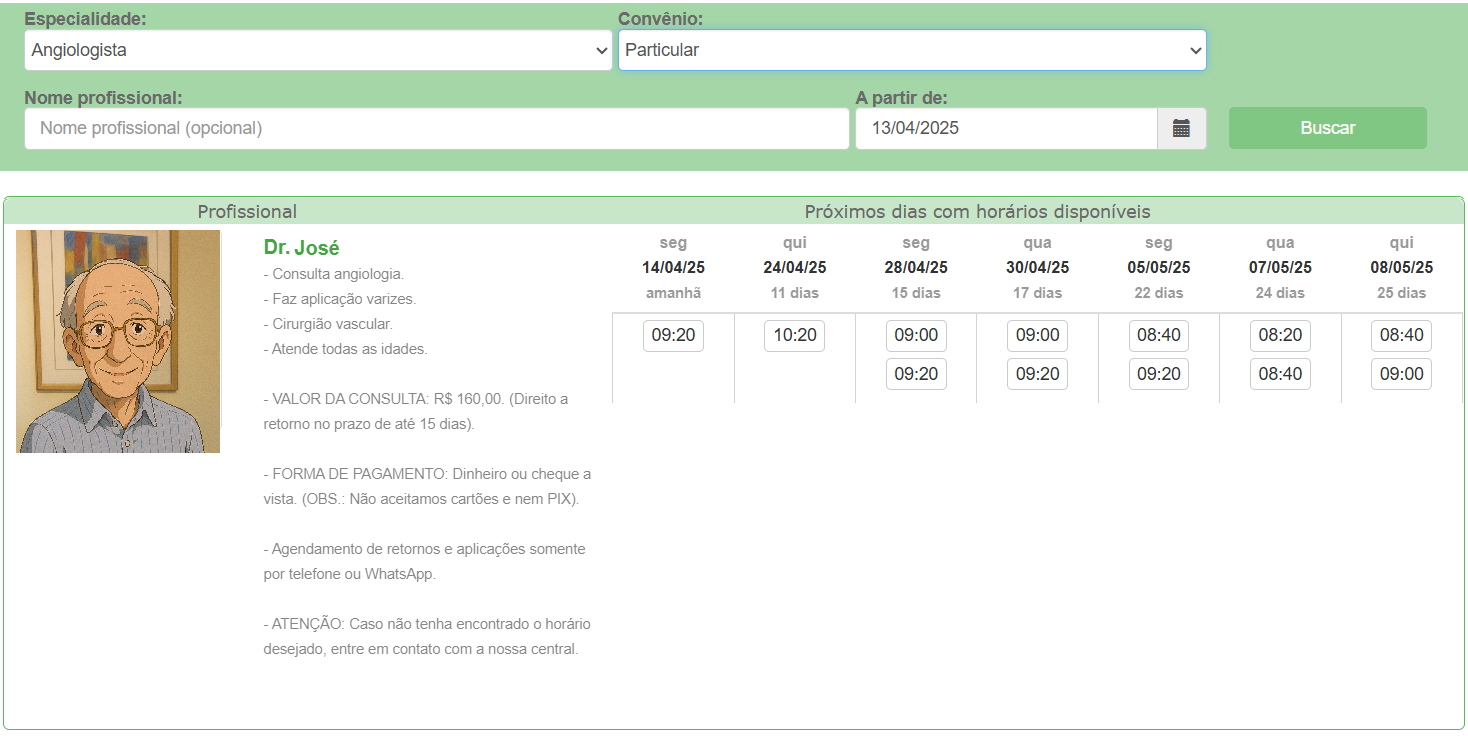 Especialidade:
Convênio:
Angiologista
Particular
Nome profissional:
A partir de:
Nome profissional (opcional)
13/04/2025
Buscar
Profissional
Próximos dias com horários disponíveis
Dr. José
- Consulta angiologia.
- Faz aplicação varizes.
- Cirurgião vascular.
- Atende todas as idades.
- VALOR DA CONSULTA: R$ 160,00. (Direito a
retorno no prazo de até 15 dias).
- FORMA DE PAGAMENTO: Dinheiro ou cheque a
vista. (OBS.: Não aceitamos cartões e nem PIX).
- Agendamento de retornos e aplicações somente
por telefone ou WhatsApp.
- ATENÇÃO: Caso não tenha encontrado o horário
desejado, entre em contato com a nossa central.
seg qui seg qua seg qua qui
14/04/25 24/04/25 28/04/25 30/04/25 05/05/25 07/05/25 08/05/25
amanhã 11 dias 15 dias 17 dias 22 dias 24 dias 25 dias
09:20 10:20 09:00 09:00 08:40 08:20 08:40
09:20 09:20 09:20 08:40 09:00